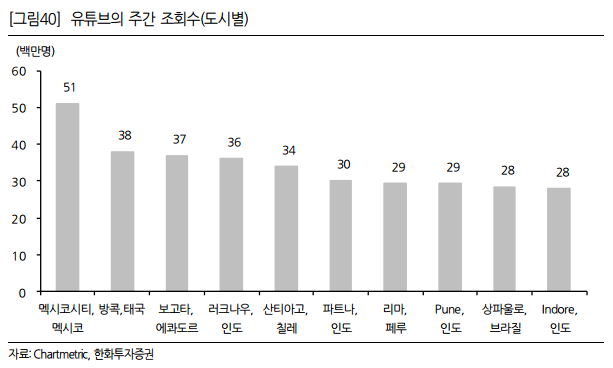 [그림40] 유튜브의 주간 조회수(도시별)
(백만명)
60
50
40
30
20
10
0
51
38
37
36
34
30
29
29
28
28
멕시코시티,
멕시코
방콕,태국
보고타,
에콰도르
러크나우,
인도
산티아고,
칠레
파트나,
인도
리마,
페루
Pune,
인도
상파울로,
브라질
Indore,
인도
자료: Chartmetric, 한화투자증권